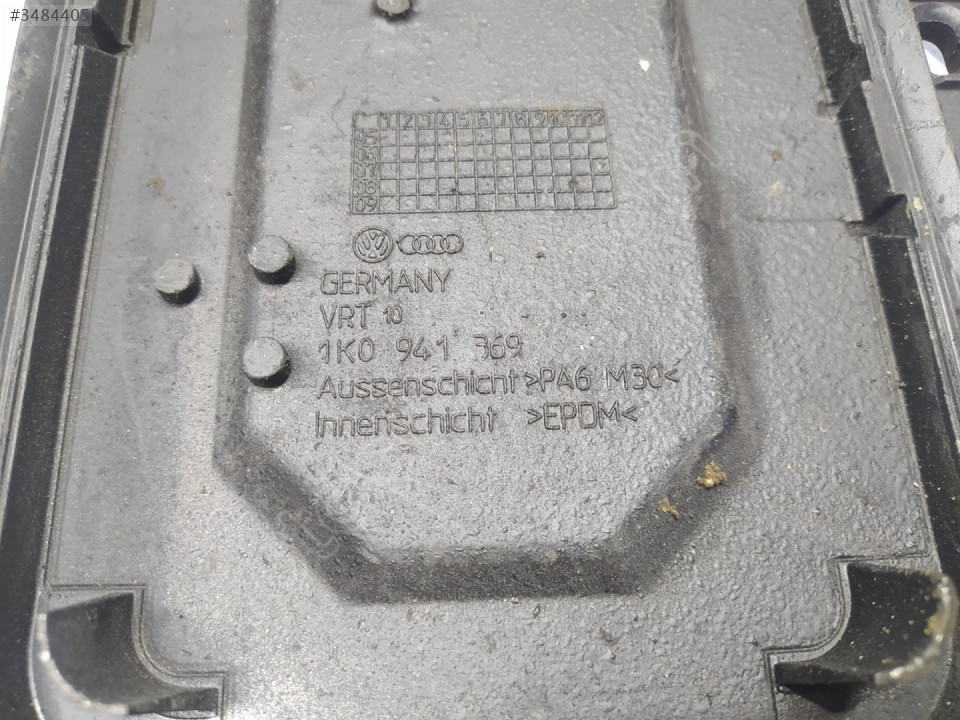 #3484405
1 2 3 4 5 6 7 8 9 10 11 12
05
06
07
08
09
GERMANY
VRT 10
1K0 941 369
Aussenschicht >PA6 M30<
Innenschicht >EPDM<